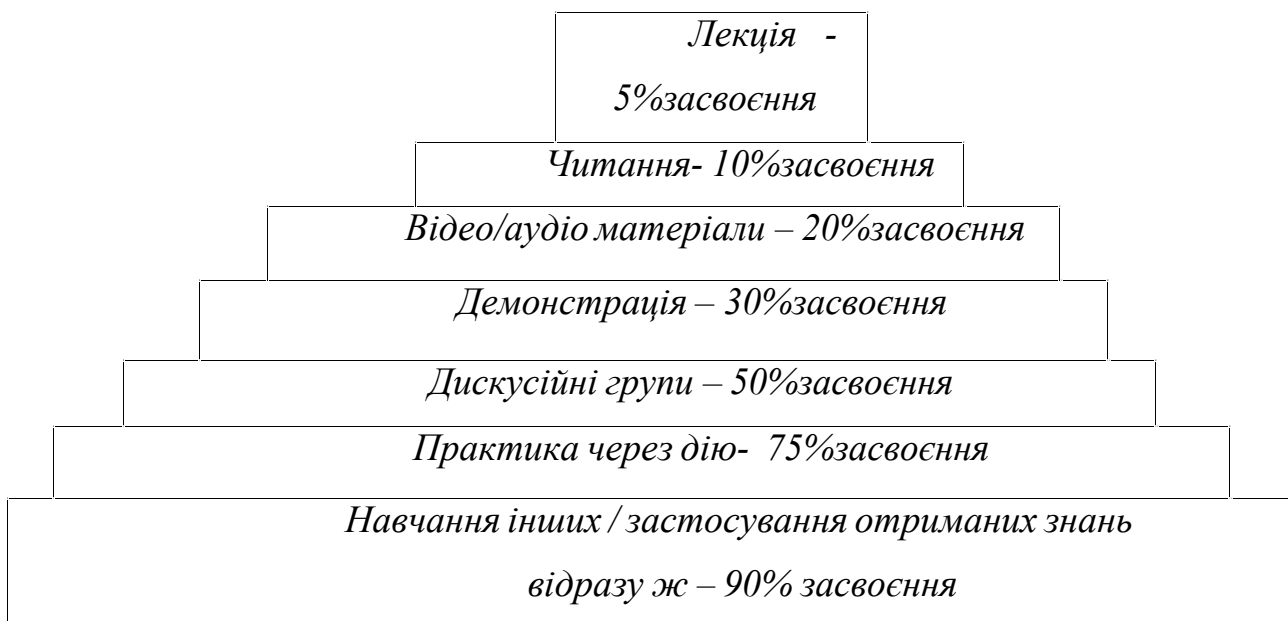 Лекція -
5%засвоєння
Читання- 10%засвоєння
Відео/аудіо матеріали – 20%засвоєння
Демонстрація – 30%засвоєння
Дискусійні групи – 50%засвоєння
Практика через дію- 75%засвоєння
Навчання інших / застосування отриманих знань
відразу ж – 90% засвоєння